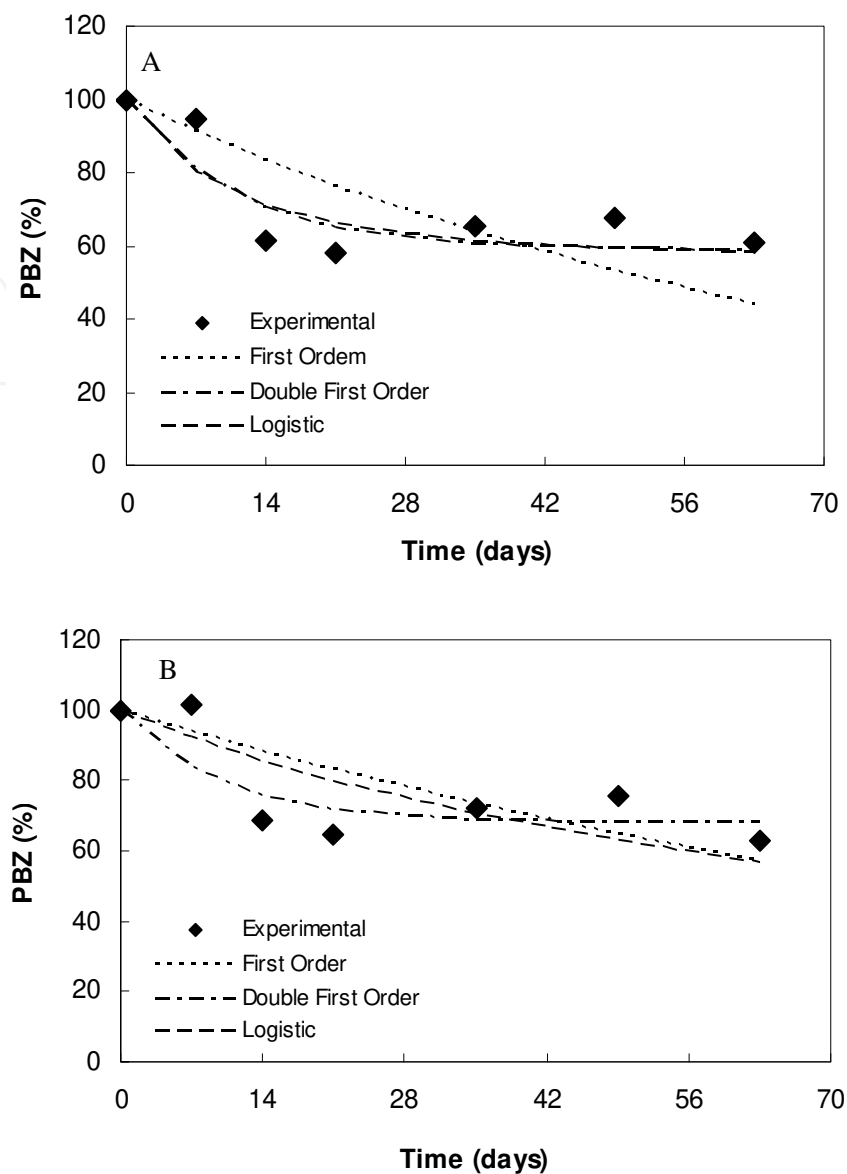 120
A
100
80
60
40
20
0
PBZ (%)
Experimental
First Ordem
Double First Order
Logistic
0 14 28 42 56 70
Time (days)
120
B
100
80
60
40
20
0
PBZ (%)
Experimental
First Order
Double First Order
Logistic
0 14 28 42 56 70
Time (days)